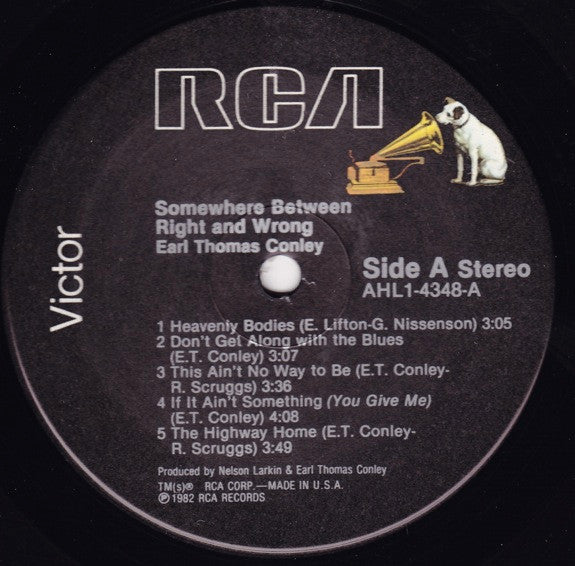 RCA
Somewhere Between
Right and Wrong
Earl Thomas Conley
Victor
Side A Stereo
AHL1-4348-A
1 Heavenly Bodies (E. Lifton-G. Nissenson) 3:05
2 Don't Get Along with the Blues
(E.T. Conley) 3:07
3 This Ain't No Way to Be (E.T. Conley-
R. Scruggs) 3:36
4 If It Ain't Something (You Give Me)
(E.T. Conley) 4:08
5 The Highway Home (E.T. Conley-
R. Scruggs) 3:49
Produced by Nelson Larkin & Earl Thomas Conley
TM(s)® RCA CORP.—MADE IN U.S.A.
℗1982 RCA RECORDS